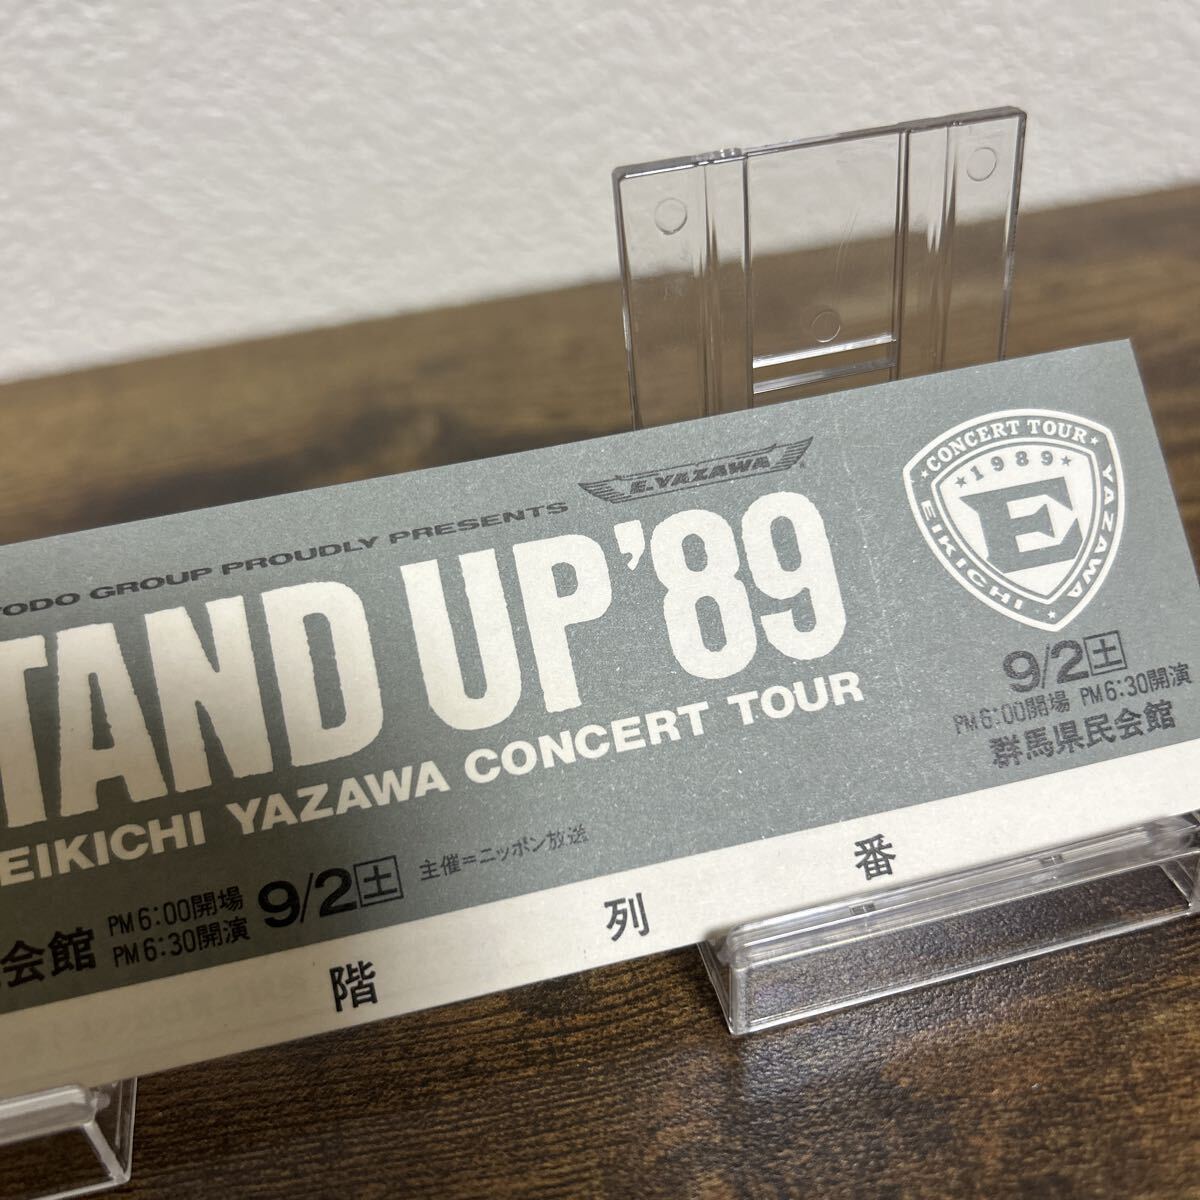 TODO GROUP PROUDLY PRESENTS
E.YAZAWA
TAND UP '89
EIKICHI YAZAWA CONCERT TOUR
会館 PM6:00開場
PM6:30開演
9/2土
主催=ニッポン放送
階 列 番
★CONCERT TOUR★
★1989★
E
EIKICHI ★ YAZAWA
9/2土
PM6:00開場 PM6:30開演
群馬県民会館